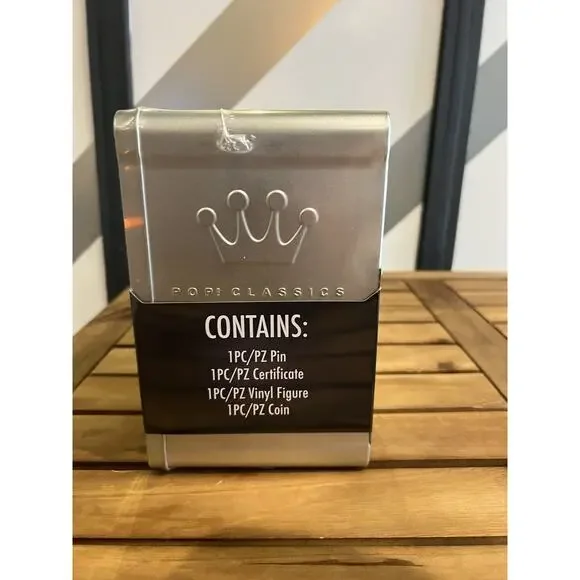 POP! CLASSICS
CONTAINS:
1PC/PZ Pin
1PC/PZ Certificate
1PC/PZ Vinyl Figure
1PC/PZ Coin